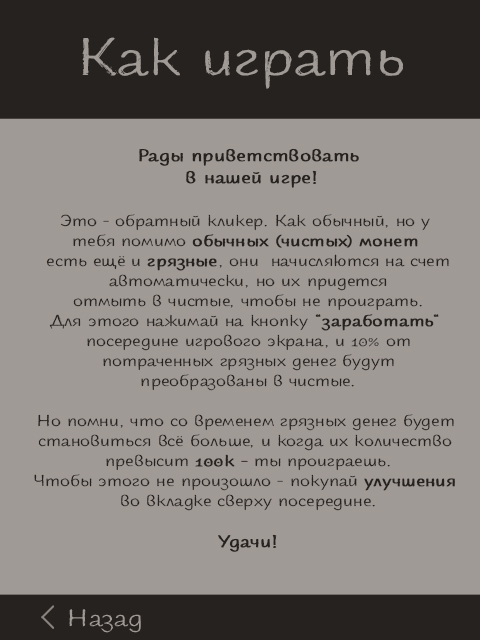 Как играть
Рады приветствовать
в нашей игре!
Это - обратный кликер. Как обычный, но у
тебя помимо обычных (чистых) монет
есть ещё и грязные, они начисляются на счет
автоматически, но их придется
отмыть в чистые, чтобы не проиграть.
Для этого нажимай на кнопку "заработать"
посередине игрового экрана, и 10% от
потраченных грязных денег будут
преобразованы в чистые.
Но помни, что со временем грязных денег будет
становиться всё больше, и когда их количество
превысит 100k - ты проиграешь.
Чтобы этого не произошло - покупай улучшения
во вкладке сверху посередине.
Удачи!
< Назад